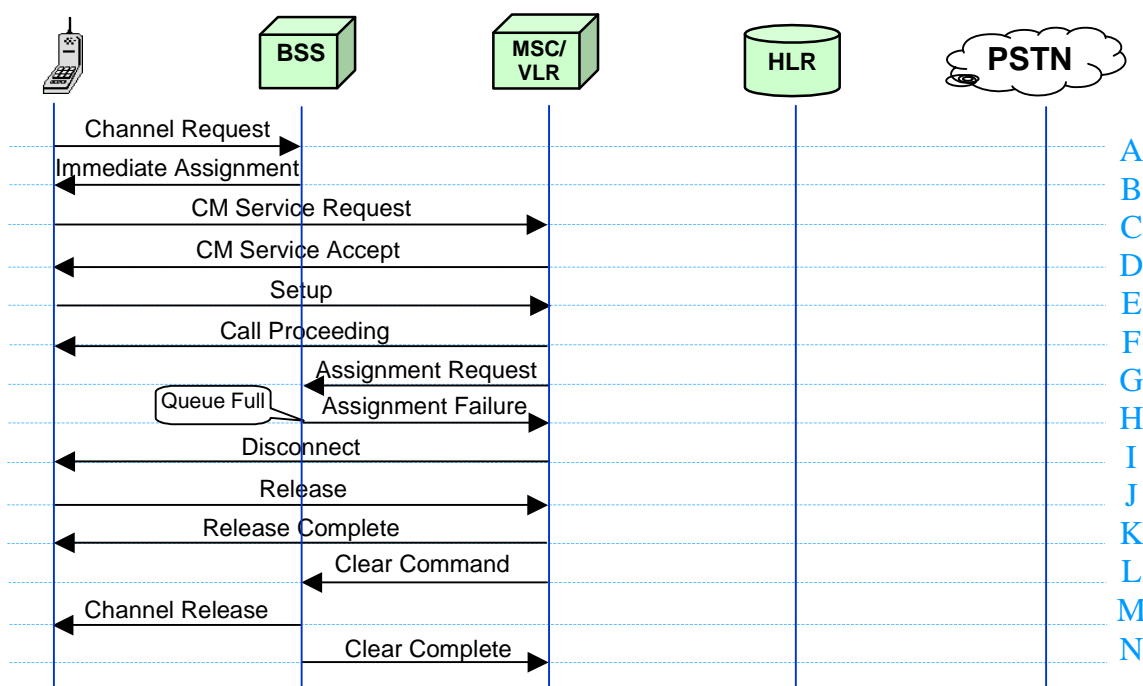 BSS
MSC/
VLR
HLR
PSTN
Channel Request
A
Immediate Assignment
B
CM Service Request
C
CM Service Accept
D
Setup
E
Call Proceeding
F
Assignment Request
G
Queue Full
Assignment Failure
H
Disconnect
I
Release
J
Release Complete
K
Clear Command
L
Channel Release
M
Clear Complete
N